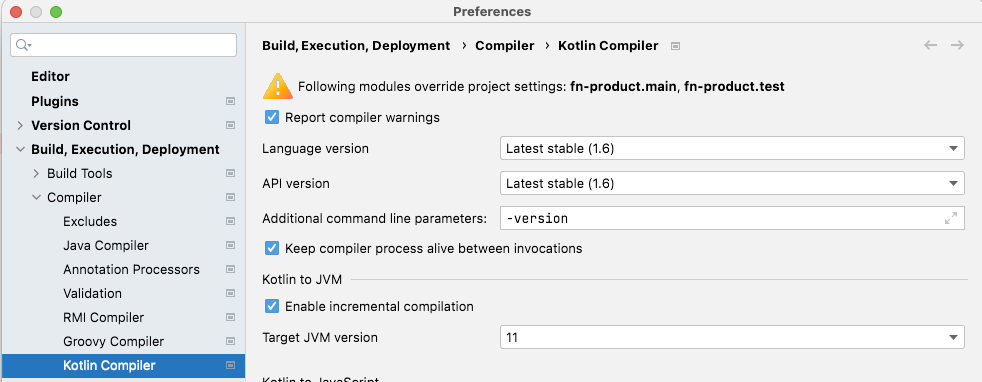 Preferences
Build, Execution, Deployment › Compiler › Kotlin Compiler
Editor
Plugins
Version Control
Build, Execution, Deployment
Build Tools
Compiler
Excludes
Java Compiler
Annotation Processors
Validation
RMI Compiler
Groovy Compiler
Kotlin Compiler
Following modules override project settings: fn-product.main, fn-product.test
Report compiler warnings
Language version Latest stable (1.6)
API version Latest stable (1.6)
Additional command line parameters: -version
Keep compiler process alive between invocations
Kotlin to JVM
Enable incremental compilation
Target JVM version 11
Kotlin to JavaScript